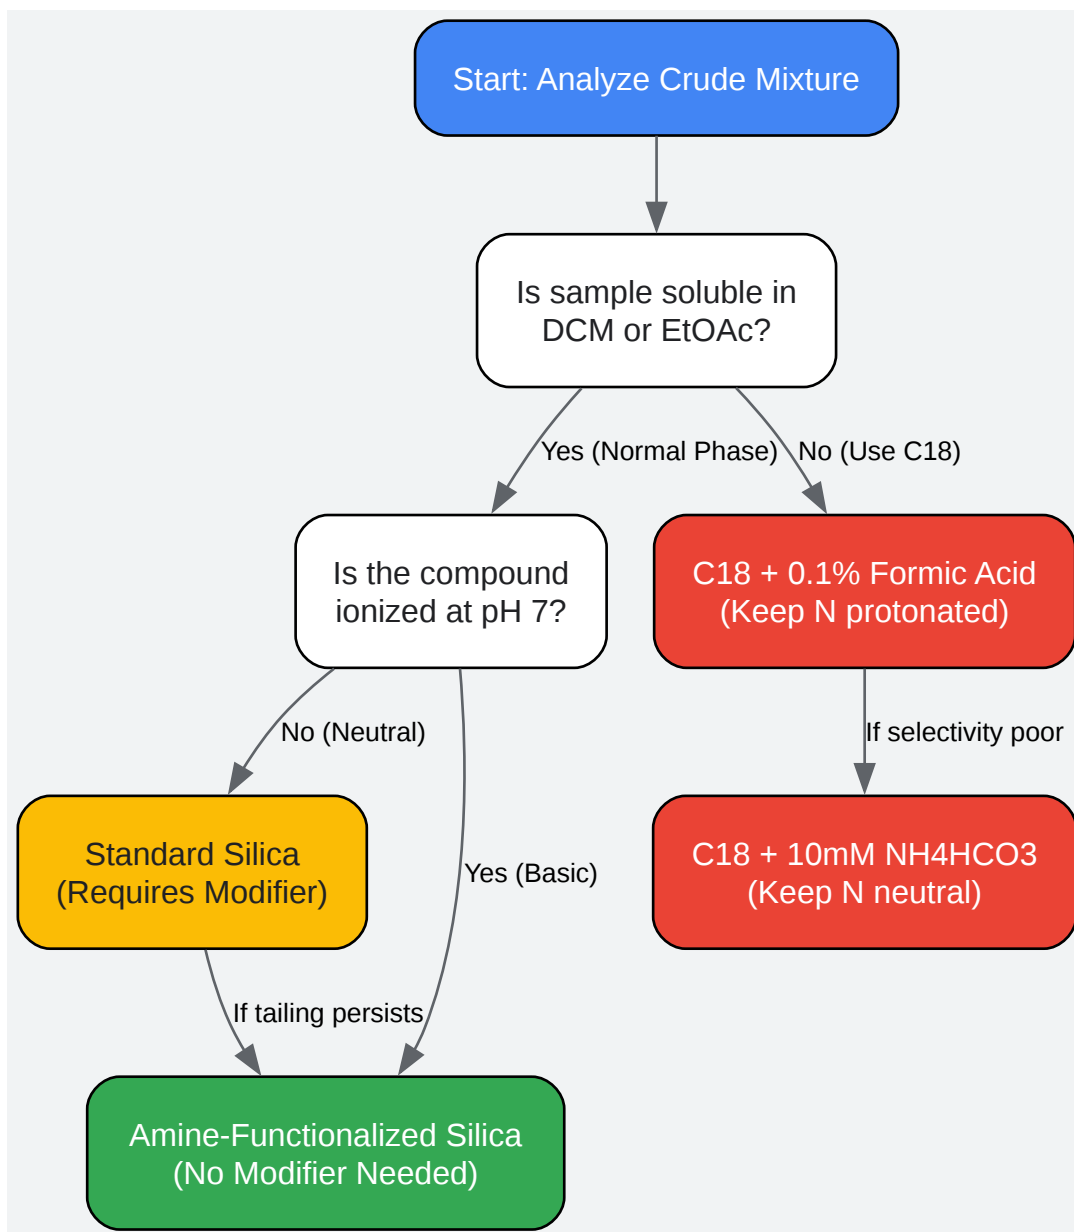 Start: Analyze Crude Mixture
Is sample soluble in
DCM or EtOAc?
Yes (Normal Phase)
No (Use C18)
Is the compound
ionized at pH 7?
C18 + 0.1% Formic Acid
(Keep N protonated)
No (Neutral)
If selectivity poor
Standard Silica
(Requires Modifier)
Yes (Basic)
C18 + 10mM NH4HCO3
(Keep N neutral)
If tailing persists
Amine-Functionalized Silica
(No Modifier Needed)